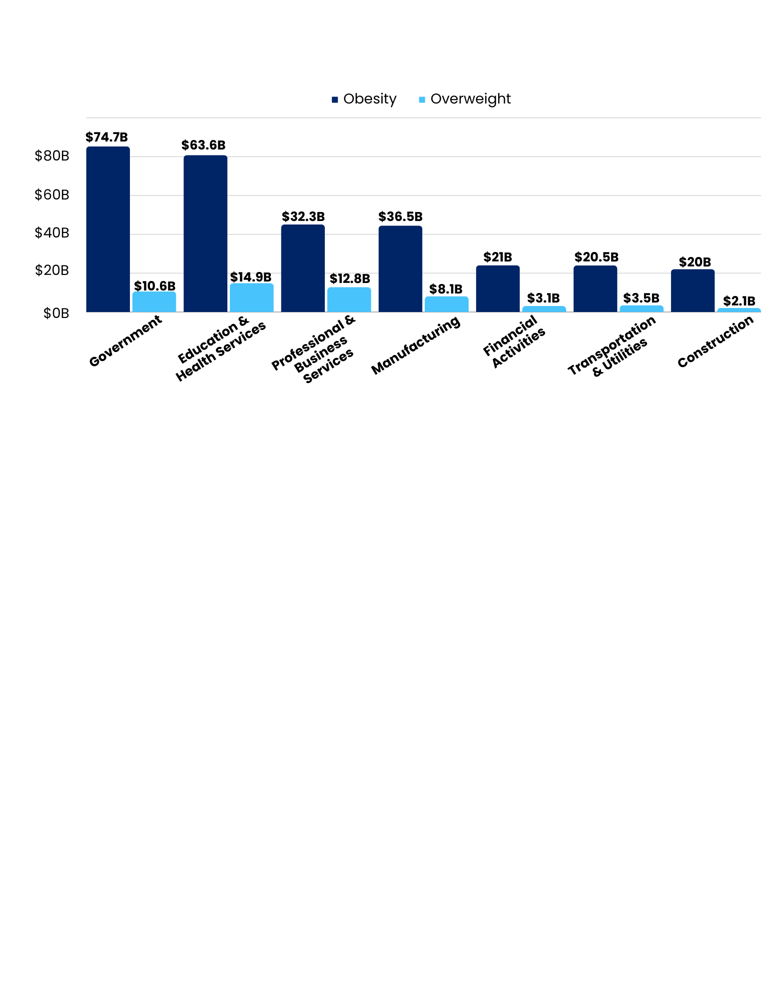 Obesity Overweight
$80B
$60B
$40B
$20B
$0B
$74.7B
$10.6B
$63.6B
$14.9B
$32.3B
$12.8B
$36.5B
$8.1B
$21B
$3.1B
$20.5B
$3.5B
$20B
$2.1B
Government
Education &
Health Services
Professional &
Business
Services
Manufacturing
Financial
Activities
Transportation
& Utilities
Construction